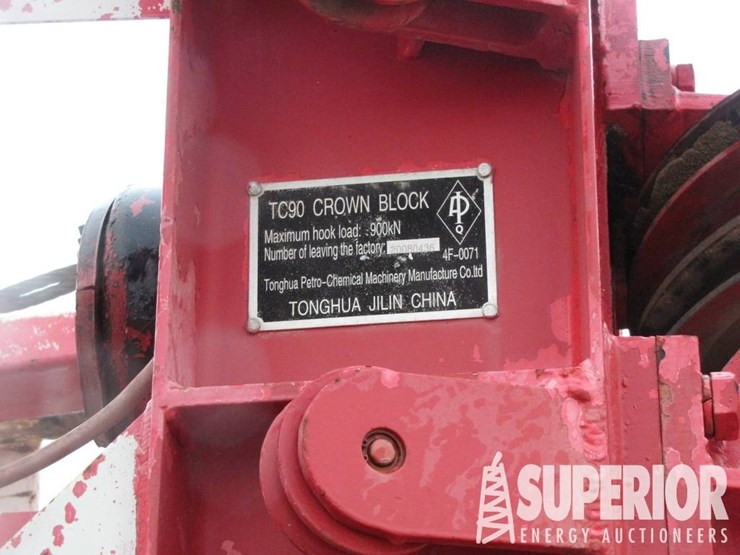 TC90 CROWN BLOCK
Maximum hook load: 900kN
Number of leaving the factory: 20080436
4F-0071
Tonghua Petro-Chemical Machinery Manufacture Co.ltd
TONGHUA JILIN CHINA
SUPERIOR
ENERGY AUCTIONEERS